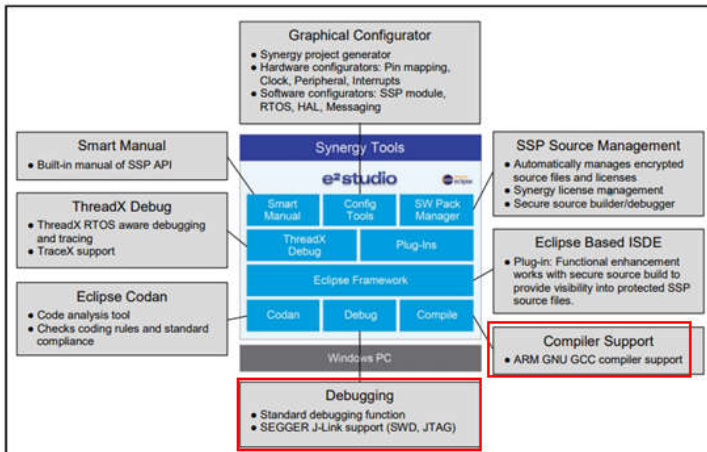 Graphical Configurator
● Synergy project generator
● Hardware configurators: Pin mapping,
Clock, Peripheral, Interrupts
● Software configurators: SSP module,
RTOS, HAL, Messaging
Smart Manual
● Built-in manual of SSP API
ThreadX Debug
● ThreadX RTOS aware debugging
and tracing
● TraceX support
Eclipse Codan
● Code analysis tool
● Checks coding rules and standard
compliance
Synergy Tools
e² studio
eclipse
Smart
Manual
Config
Tools
SW Pack
Manager
ThreadX
Debug
Plug-Ins
Eclipse Framework
Codan
Debug
Compile
Windows PC
SSP Source Management
● Automatically manages encrypted
source files and licenses
● Synergy license management
● Secure source builder/debugger
Eclipse Based ISDE
● Plug-in: Functional enhancement
works with secure source build to
provide visibility into protected SSP
source files.
Compiler Support
● ARM GNU GCC compiler support
Debugging
● Standard debugging function
● SEGGER J-Link support (SWD, JTAG)